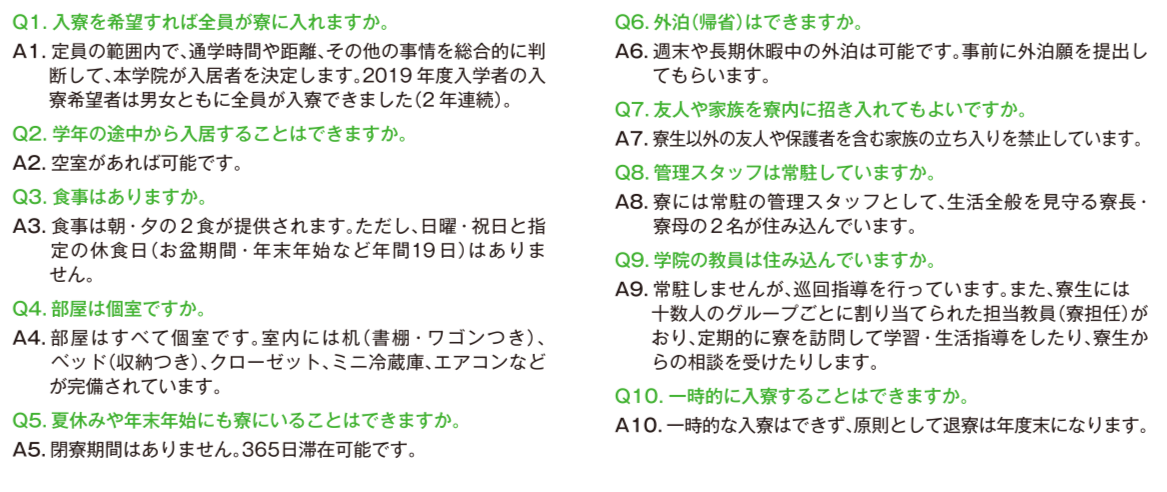 Q1. 入寮を希望すれば全員が寮に入れますか。
A1. 定員の範囲内で、通学時間や距離、その他の事情を総合的に判
断して、本学院が入居者を決定します。2019年度入学者の入
寮希望者は男女ともに全員が入寮できました(2年連続)。
Q2. 学年の途中から入居することはできますか。
A2. 空室があれば可能です。
Q3. 食事はありますか。
A3. 食事は朝・夕の2食が提供されます。ただし、日曜・祝日と指
定の休食日(お盆期間・年末年始など年間19日)はありま
せん。
Q4. 部屋は個室ですか。
A4. 部屋はすべて個室です。室内には机(書棚・ワゴンつき)、
ベッド(収納つき)、クローゼット、ミニ冷蔵庫、エアコンなど
が完備されています。
Q5. 夏休みや年末年始にも寮にいることはできますか。
A5. 閉寮期間はありません。365日滞在可能です。
Q6. 外泊(帰省)はできますか。
A6. 週末や長期休暇中の外泊は可能です。事前に外泊願を提出し
てもらいます。
Q7. 友人や家族を寮内に招き入れてもよいですか。
A7. 寮生以外の友人や保護者を含む家族の立ち入りを禁止しています。
Q8. 管理スタッフは常駐していますか。
A8. 寮には常駐の管理スタッフとして、生活全般を見守る寮長・
寮母の2名が住み込んでいます。
Q9. 学院の教員は住み込んでいますか。
A9. 常駐しませんが、巡回指導を行っています。また、寮生には
十数人のグループごとに割り当てられた担当教員(寮担任)が
おり、定期的に寮を訪問して学習・生活指導をしたり、寮生か
らの相談を受けたりします。
Q10. 一時的に入寮することはできますか。
A10. 一時的な入寮はできず、原則として退寮は年度末になります。